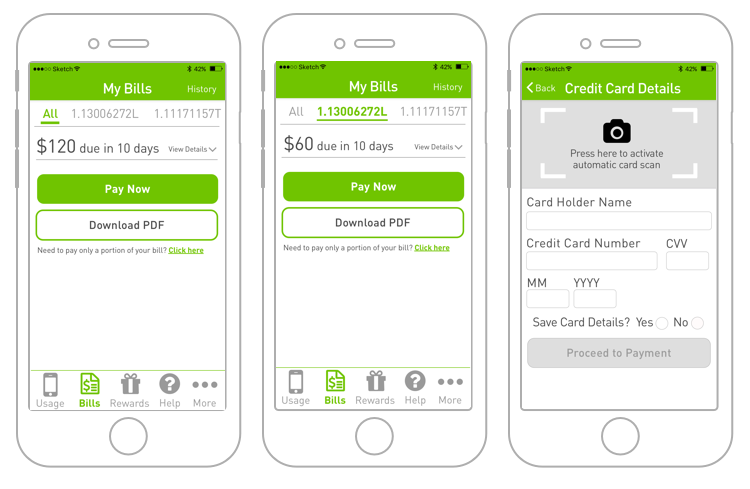 Sketch 42%
My Bills History
All 1.13006272L 1.11171157T
$120 due in 10 days View Details
Pay Now
Download PDF
Need to pay only a portion of your bill? Click here
Usage Bills Rewards Help More
Sketch 42%
My Bills History
All 1.13006272L 1.11171157T
$60 due in 10 days View Details
Pay Now
Download PDF
Need to pay only a portion of your bill? Click here
Usage Bills Rewards Help More
Sketch 42%
Back Credit Card Details
Press here to activate
automatic card scan
Card Holder Name
Credit Card Number CVV
MM YYYY
Save Card Details? Yes No
Proceed to Payment